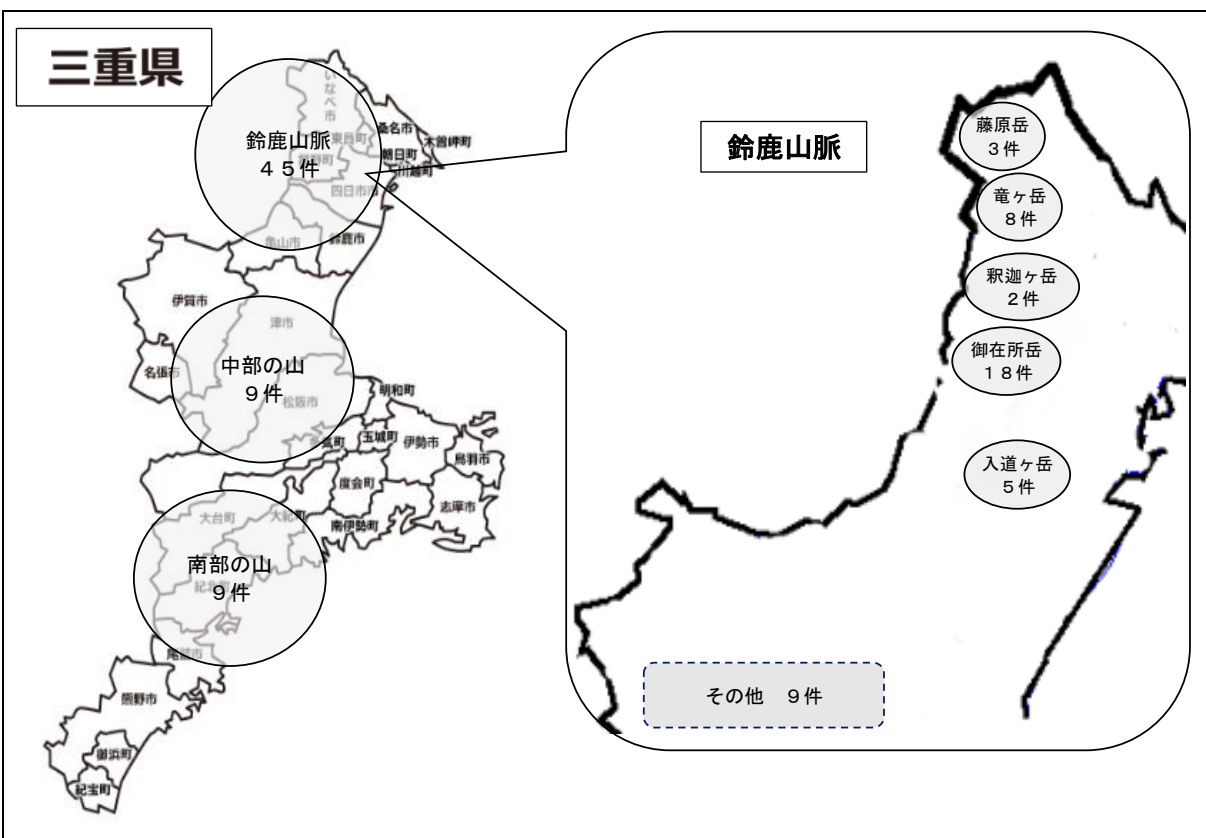 三重県
いなべ市
東員町
桑名市
木曽岬町
朝日町
川越町
四日市市
鈴鹿山脈
４５件
亀山市
鈴鹿市
伊賀市
津市
名張市
中部の山
９件
松阪市
明和町
玉城町
伊勢市
鳥羽市
度会町
志摩市
南伊勢町
大台町
大紀町
南部の山
９件
紀北町
尾鷲市
熊野市
御浜町
紀宝町
鈴鹿山脈
藤原岳
３件
竜ヶ岳
８件
釈迦ヶ岳
２件
御在所岳
１８件
入道ヶ岳
５件
その他　９件